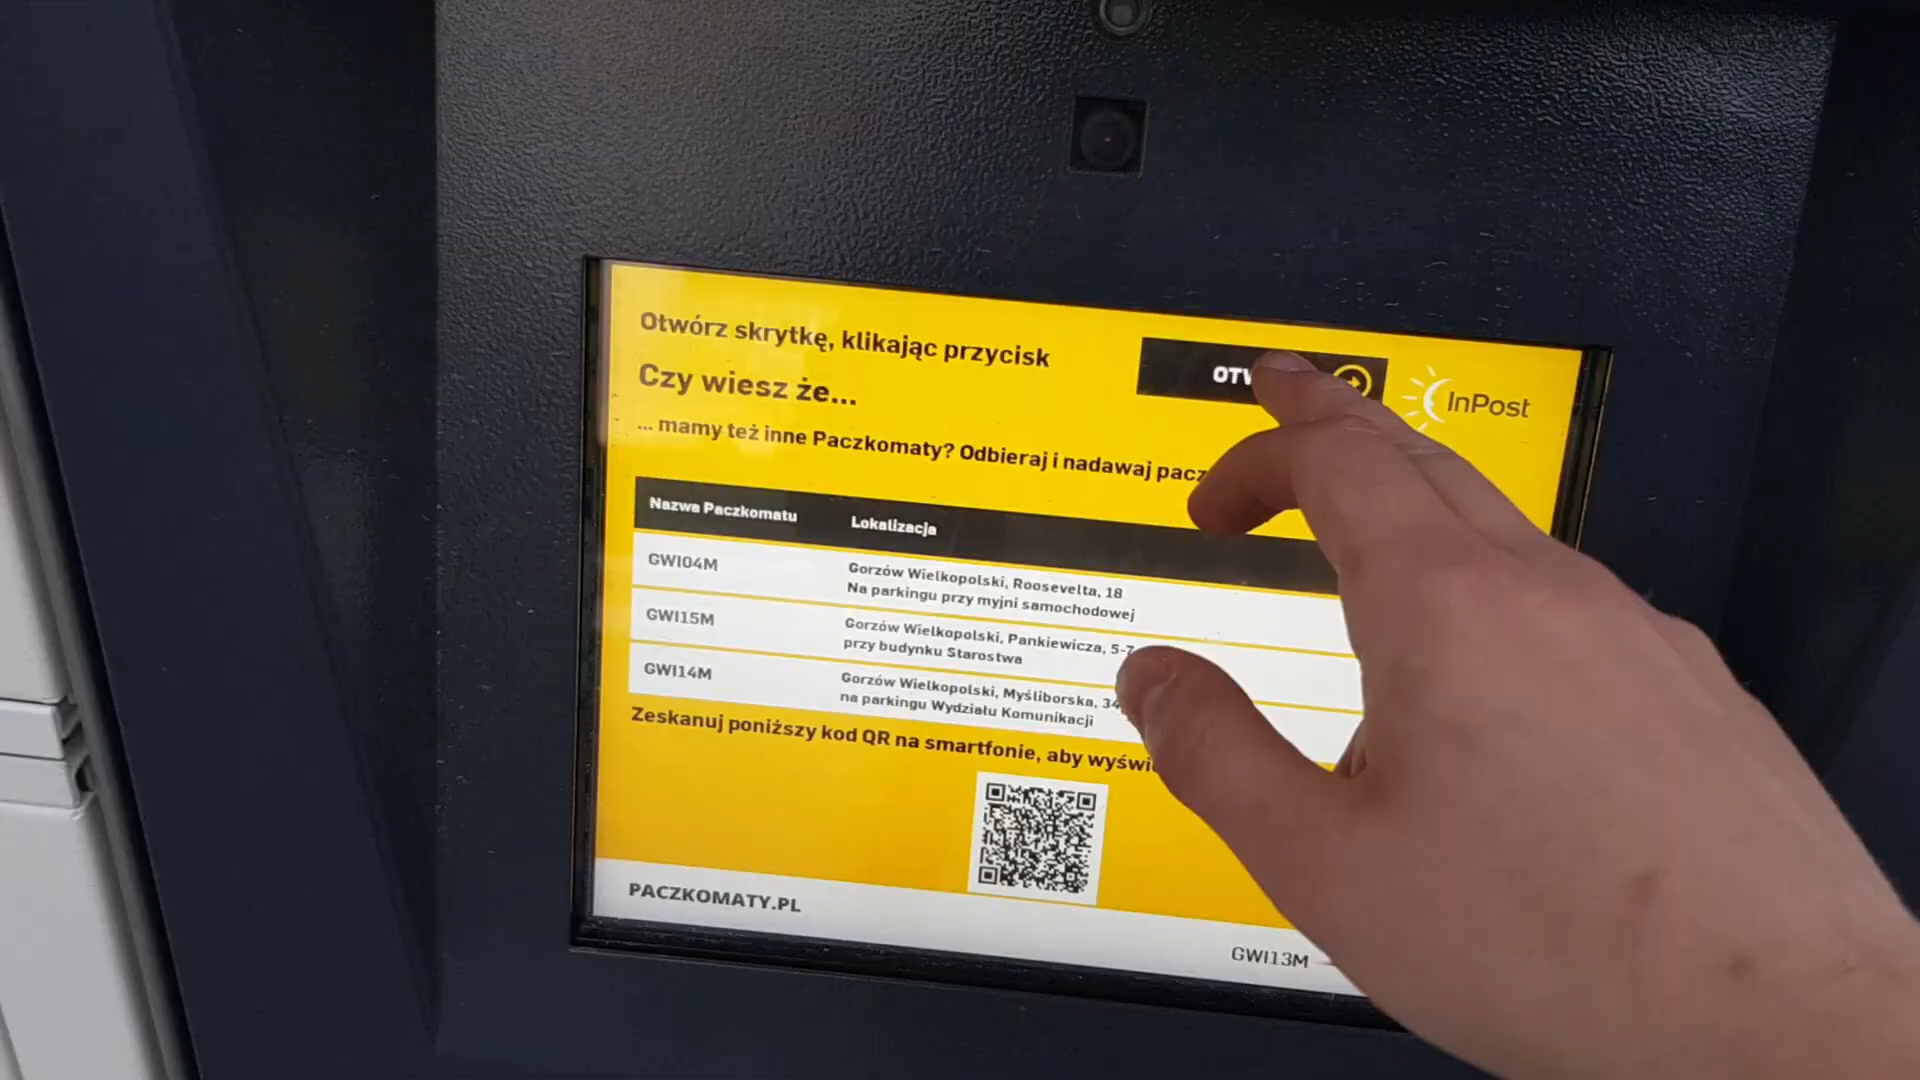 Otwórz skrytkę, klikając przycisk
InPost
Czy wiesz że...
... mamy też inne Paczkomaty? Odbieraj i nadawaj
Nazwa Paczkomatu Lokalizacja
GWI04M Gorzów Wielkopolski, Roosevelta, 18
Na parkingu przy myjni samochodowej
GWI15M Gorzów Wielkopolski, Pankiewicza, 5-7
przy budynku Starostwa
GWI14M Gorzów Wielkopolski, Myśliborska,
na parkingu Wydziału Komunikacji
Zeskanuj poniższy kod QR na smartfonie, aby
PACZKOMATY.PL
GWI13M